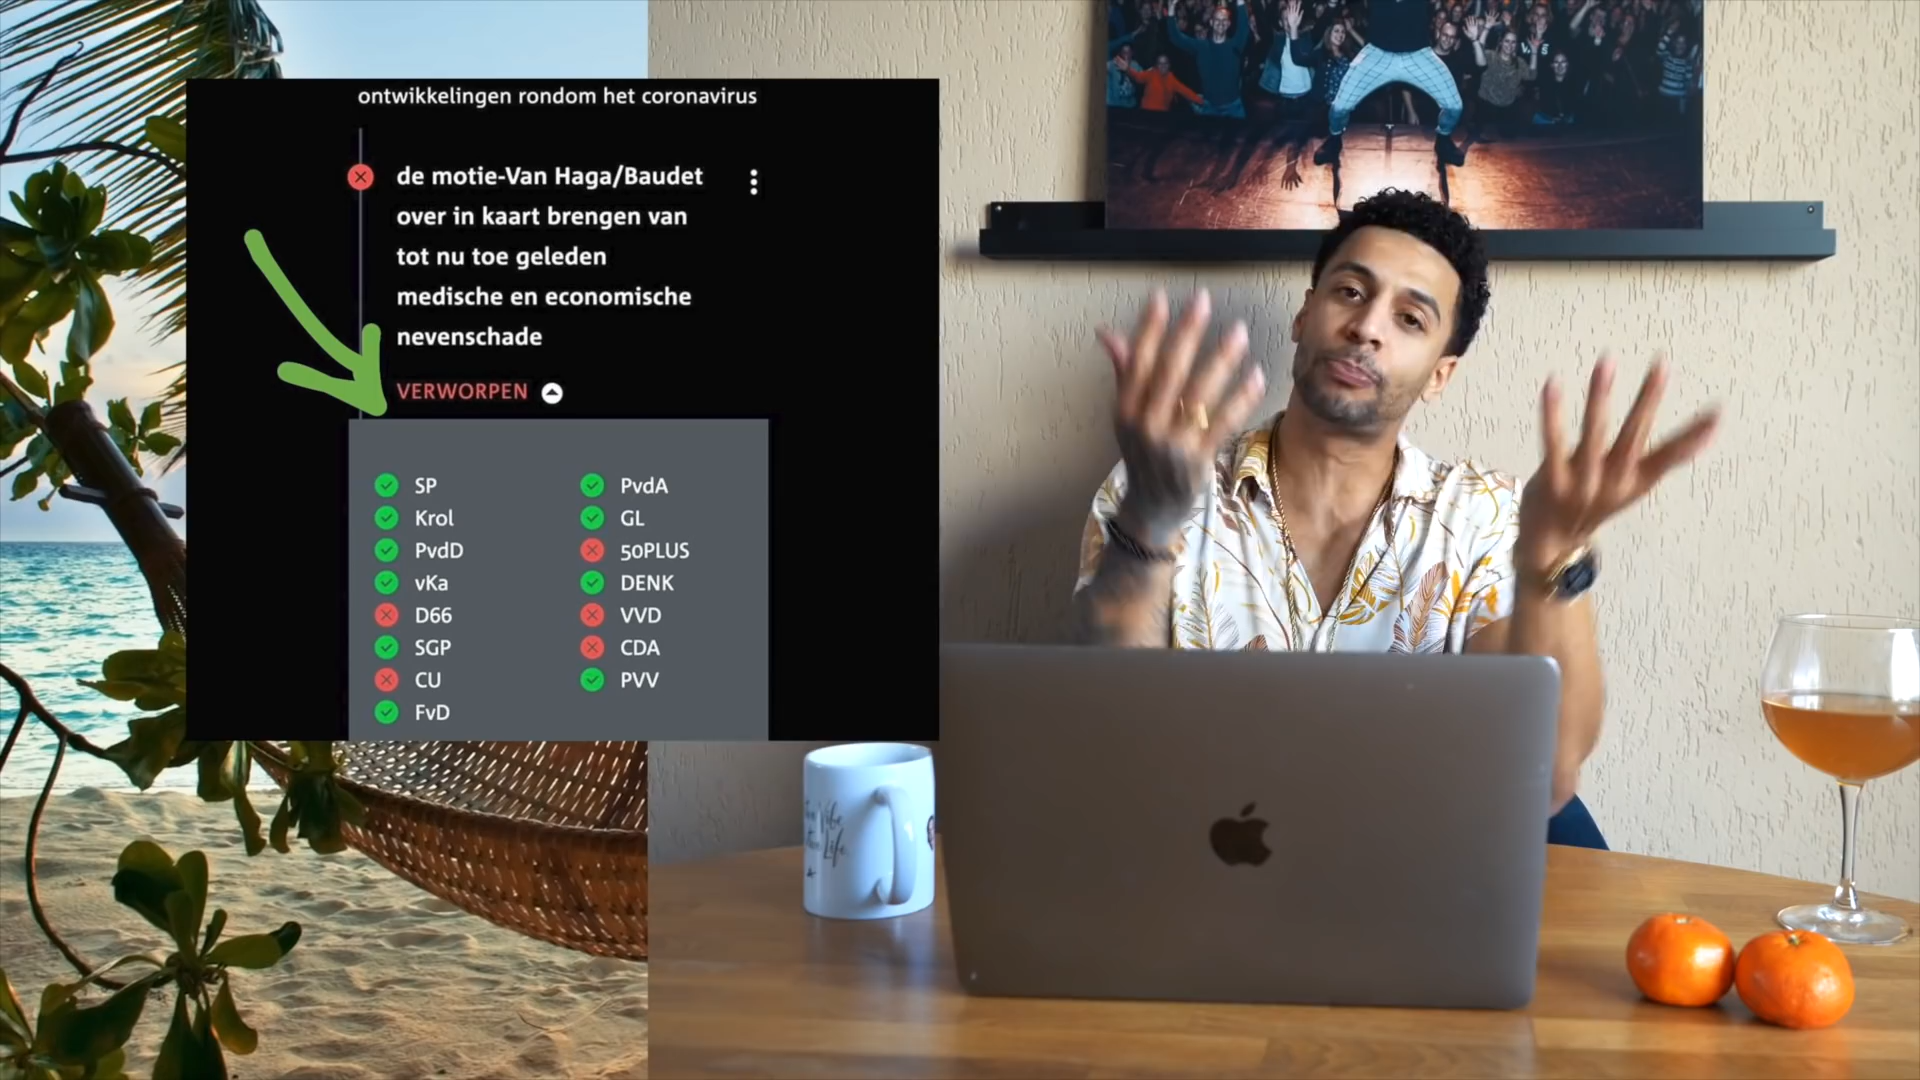 ontwikkelingen rondom het coronavirus
de motie-Van Haga/Baudet
over in kaart brengen van
tot nu toe geleden
medische en economische
nevenschade
VERWORPEN
SP
Krol
PvdD
vKa
D66
SGP
CU
FvD
PvdA
GL
50PLUS
DENK
VVD
CDA
PVV